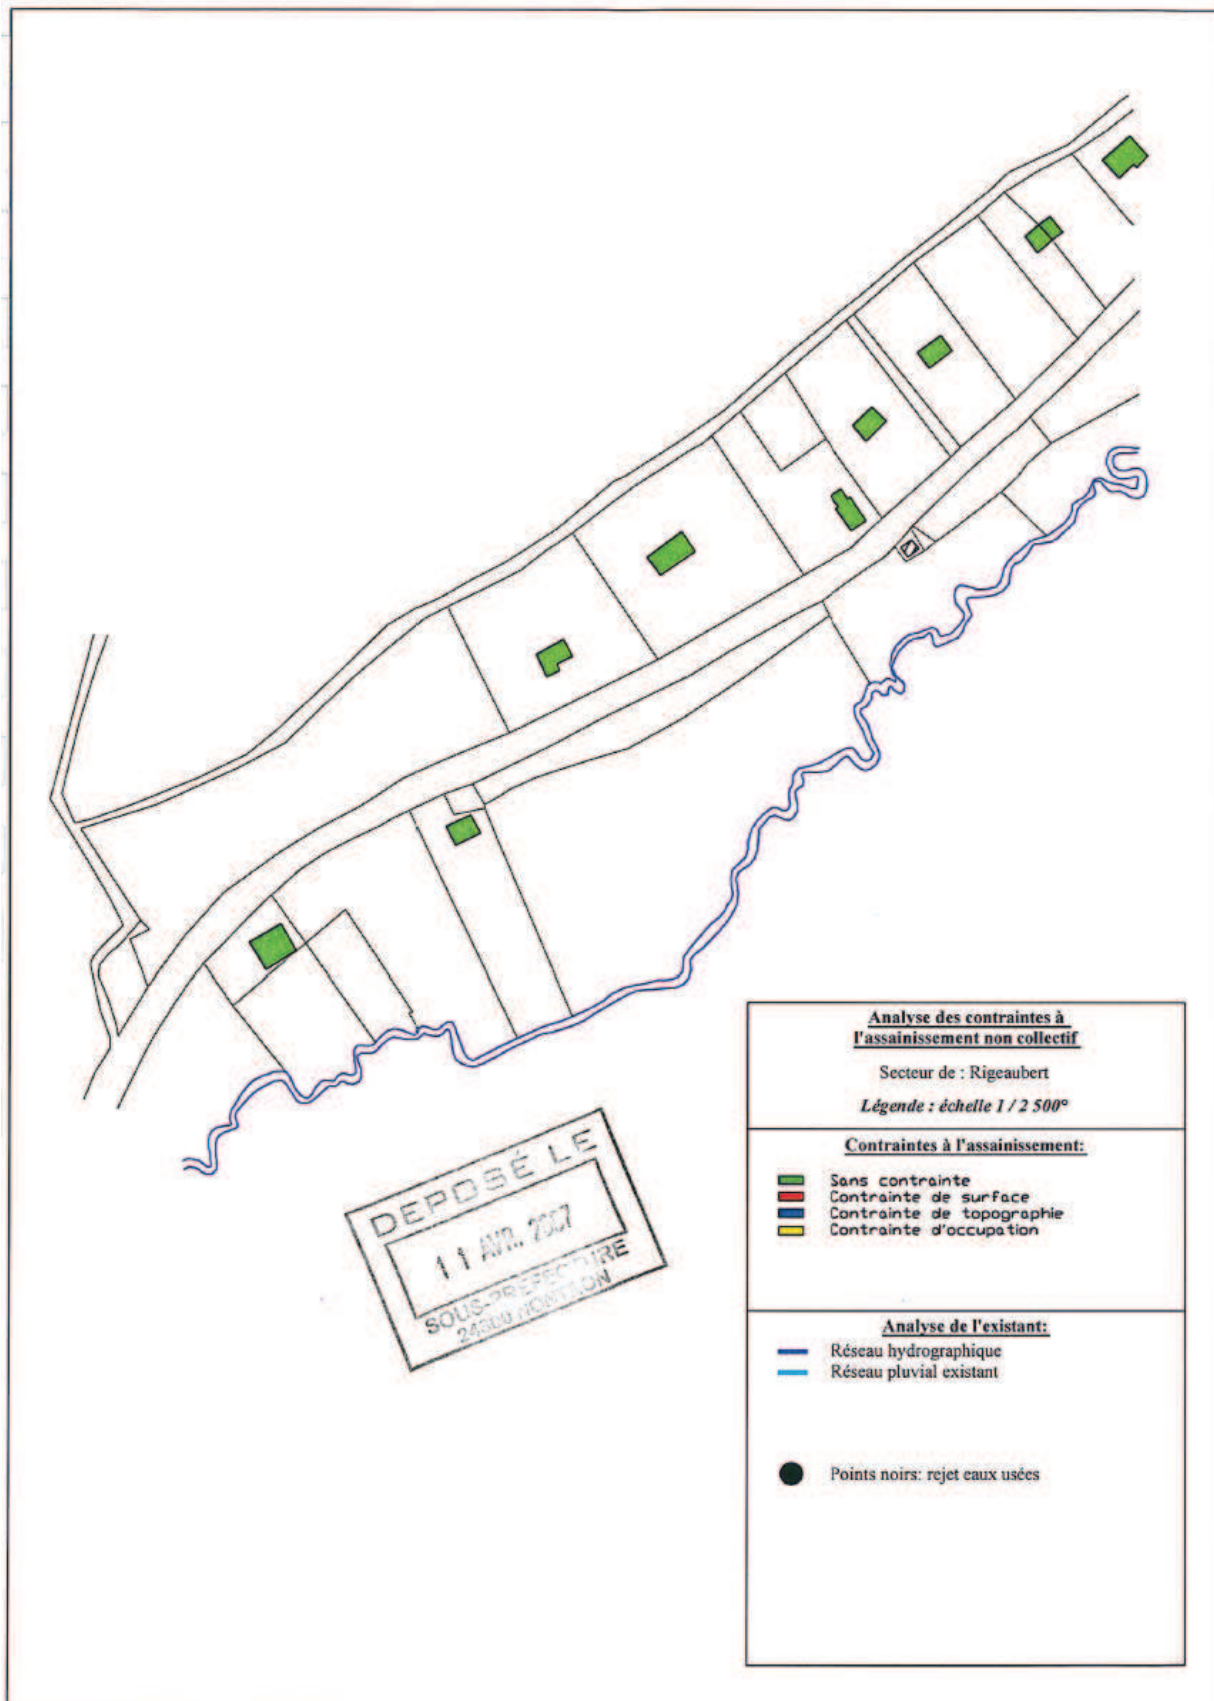 DEPOSÉ LE
11 AVR. 2007
SOUS-PREFECTURE
24300 NONTRON
Analyse des contraintes à
l'assainissement non collectif
Secteur de : Rigeaubert
Légende : échelle 1 / 2 500°
Contraintes à l'assainissement:
Sans contrainte
Contrainte de surface
Contrainte de topographie
Contrainte d'occupation
Analyse de l'existant:
Réseau hydrographique
Réseau pluvial existant
Points noirs: rejet eaux usées